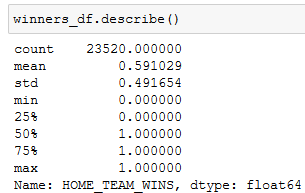 winners_df.describe()
count    23520.000000
mean         0.591029
std          0.491654
min          0.000000
25%          0.000000
50%          1.000000
75%          1.000000
max          1.000000
Name: HOME_TEAM_WINS, dtype: float64